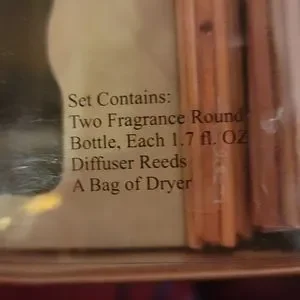 Set Contains:
Two Fragrance Round
Bottle, Each 1.7 fl. OZ
Diffuser Reeds
A Bag of Dryer